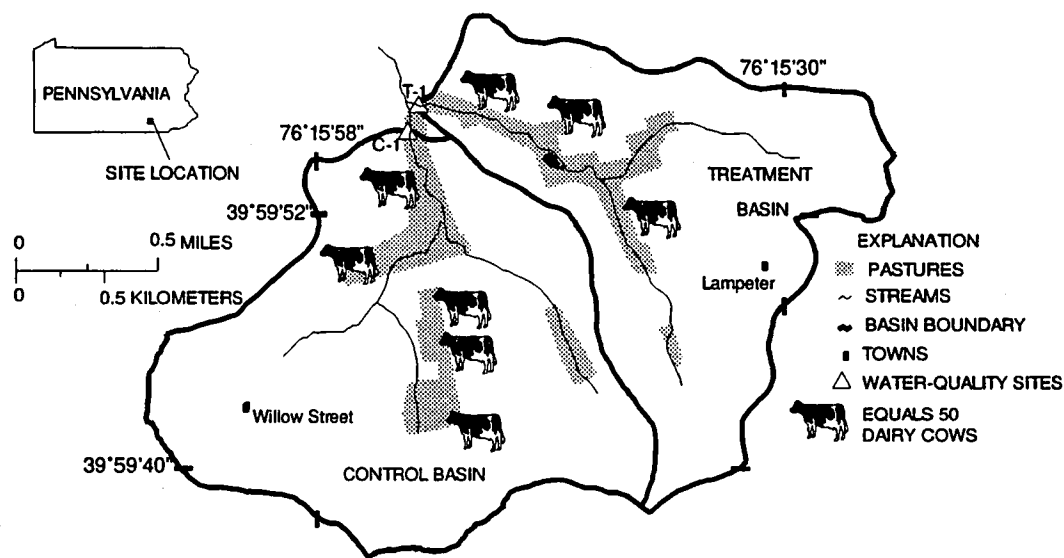 PENNSYLVANIA
SITE LOCATION
76°15'30"
T-1
76°15'58"
C-1
39°59'52"
TREATMENT
BASIN
0 0.5 MILES
0 0.5 KILOMETERS
Lampeter
EXPLANATION
PASTURES
STREAMS
BASIN BOUNDARY
TOWNS
WATER-QUALITY SITES
EQUALS 50
DAIRY COWS
Willow Street
39°59'40"
CONTROL BASIN